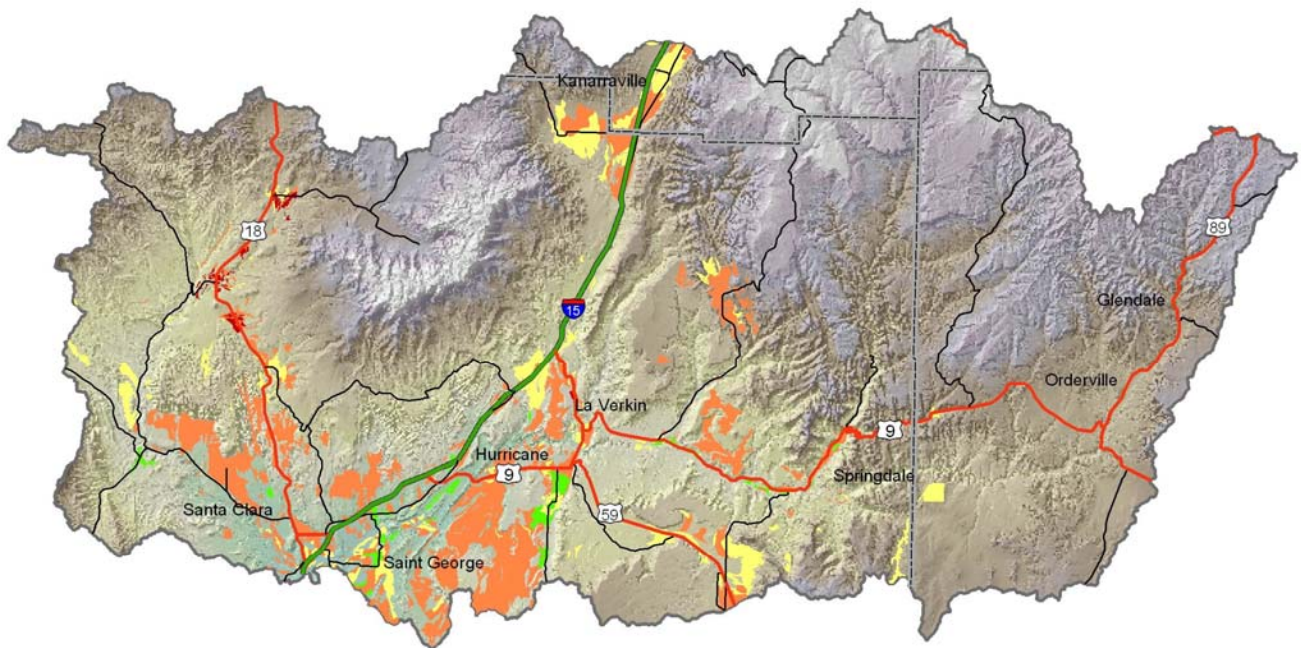 Kanarraville
18
89
Glendale
15
Orderville
La Verkin
9
Hurricane
9
Springdale
Santa Clara
59
Saint George